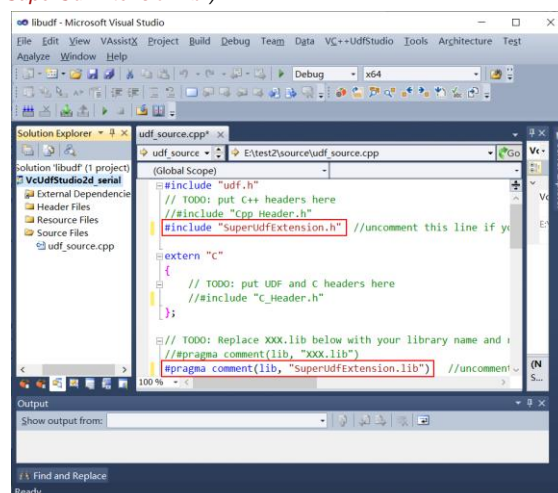 libudf - Microsoft Visual Studio
File Edit View VAssistX Project Build Debug Team Data VC++UdfStudio Tools Architecture Test
Analyze Window Help
Debug x64
Solution Explorer
udf_source.cpp*
udf_source E:\test2\source\udf_source.cpp Go
(Global Scope)
Solution 'libudf' (1 project)
VcUdfStudio2d_serial
External Dependencie
Header Files
Resource Files
Source Files
udf_source.cpp
#include "udf.h"
// TODO: put C++ headers here
//#include "Cpp_Header.h"
#include "SuperUdfExtension.h" //uncomment this line if yo
extern "C"
{
// TODO: put UDF and C headers here
//#include "C_Header.h"
};
// TODO: Replace XXX.lib below with your library name and
//#pragma comment(lib, "XXX.lib")
#pragma comment(lib, "SuperUdfExtension.lib") //uncomment
100 %
Output
Show output from:
Find and Replace
Ready